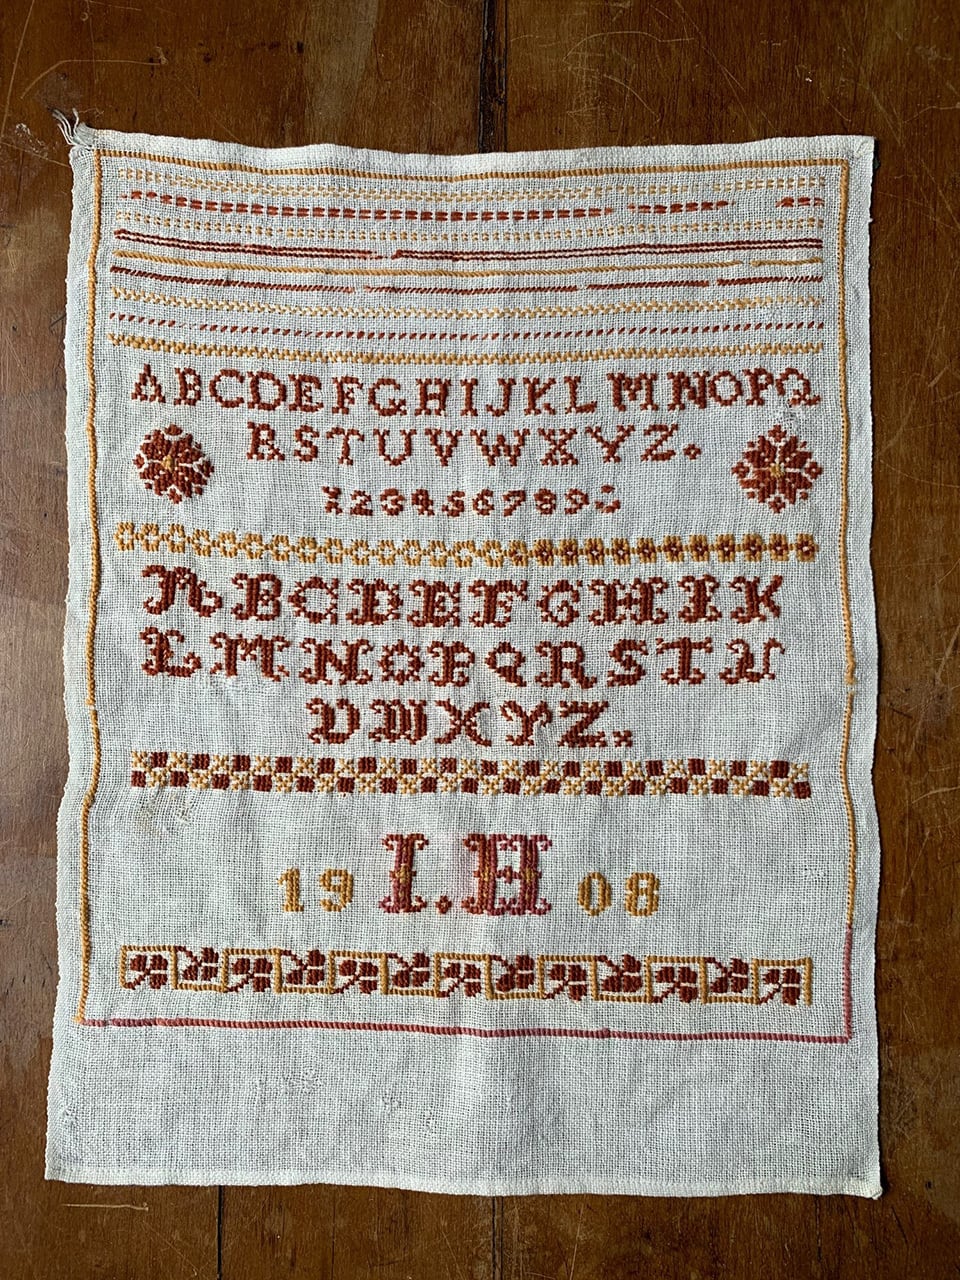 ABCDEFGHIJKLMNOPQ
RSTUVWXYZ.
1234567890
ABCDEFGHIK
LMNOPQRSTU
VWXYZ.
19 I.H 08